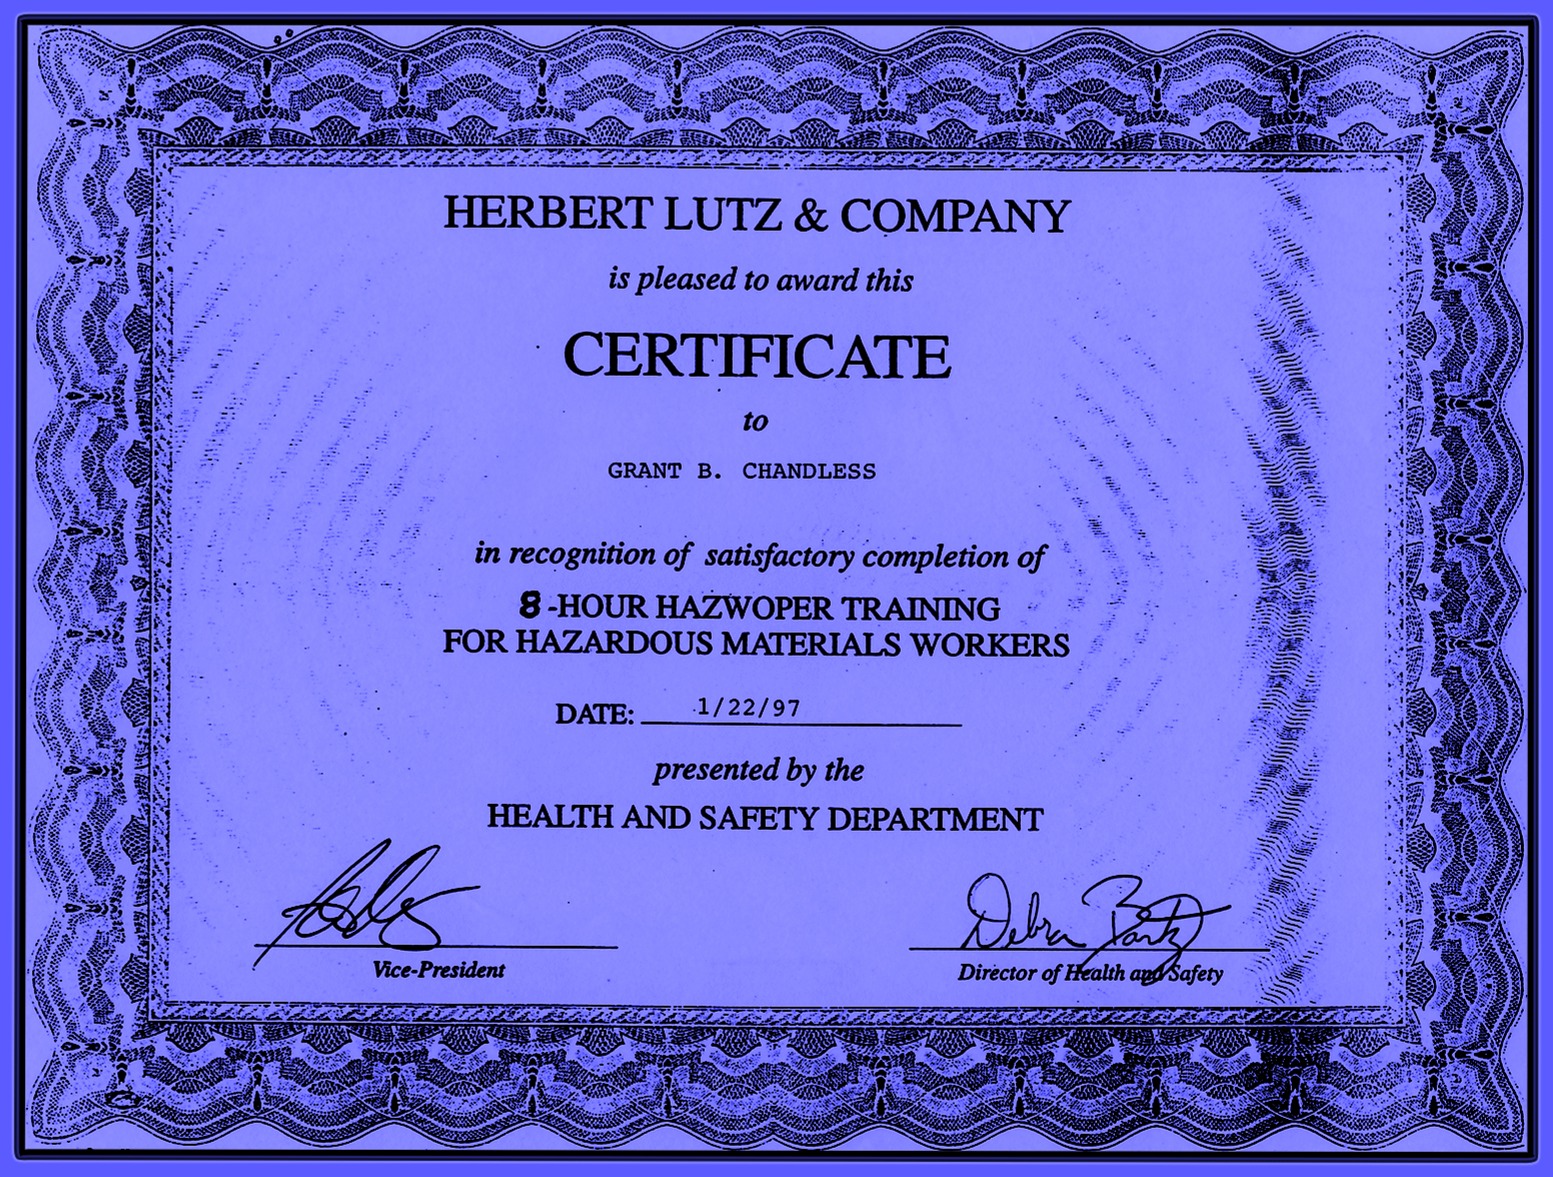 HERBERT LUTZ & COMPANY
is pleased to award this
CERTIFICATE
to
GRANT B. CHANDLESS
in recognition of satisfactory completion of
8-HOUR HAZWOPER TRAINING
FOR HAZARDOUS MATERIALS WORKERS
DATE: 1/22/97
presented by the
HEALTH AND SAFETY DEPARTMENT
Debra
Vice-President
Director of Health and Safety